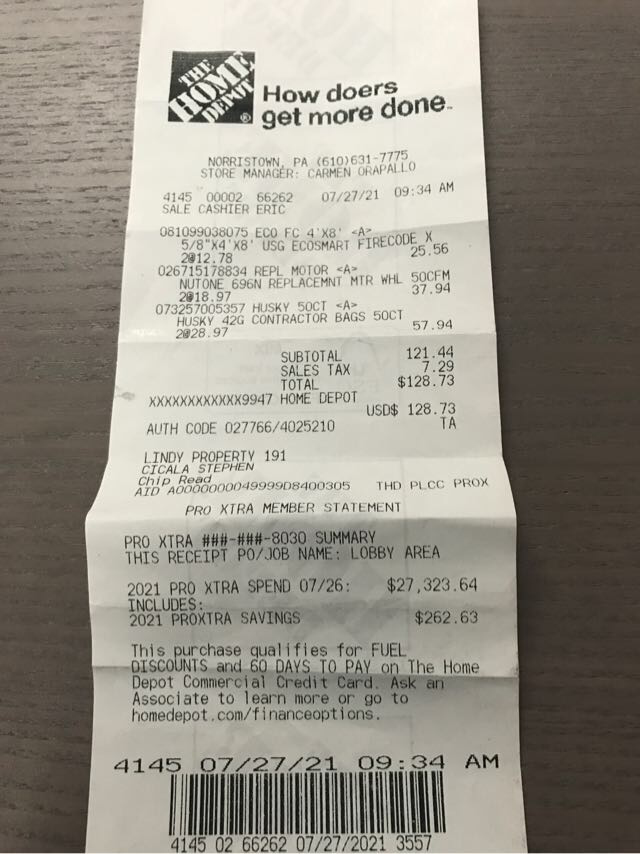 THE
HOME
DEPOT®
How doers
get more done™
NORRISTOWN, PA (610)631-7775
STORE MANAGER: CARMEN ORAPALLO
4145 00002 66262 07/27/21 09:34 AM
SALE CASHIER ERIC
081099038075 ECO FC 4'X8' <A>
5/8"X4'X8' USG ECOSMART FIRECODE X
2@12.78 25.56
026715178834 REPL MOTOR <A>
NUTONE 696N REPLACEMNT MTR WHL 50CFM
2@18.97 37.94
073257005357 HUSKY 50CT <A>
HUSKY 42G CONTRACTOR BAGS 50CT
2@28.97 57.94
SUBTOTAL 121.44
SALES TAX 7.29
TOTAL $128.73
XXXXXXXXXXXX9947 HOME DEPOT
USD$ 128.73
AUTH CODE 027766/4025210 TA
LINDY PROPERTY 191
CICALA STEPHEN
Chip Read
AID A0000000049999D8400305 THD PLCC PROX
PRO XTRA MEMBER STATEMENT
PRO XTRA ###-###-8030 SUMMARY
THIS RECEIPT PO/JOB NAME: LOBBY AREA
2021 PRO XTRA SPEND 07/26: $27,323.64
INCLUDES:
2021 PROXTRA SAVINGS $262.63
This purchase qualifies for FUEL
DISCOUNTS and 60 DAYS TO PAY on The Home
Depot Commercial Credit Card. Ask an
Associate to learn more or go to
homedepot.com/financeoptions.
4145 07/27/21 09:34 AM
4145 02 66262 07/27/2021 3557